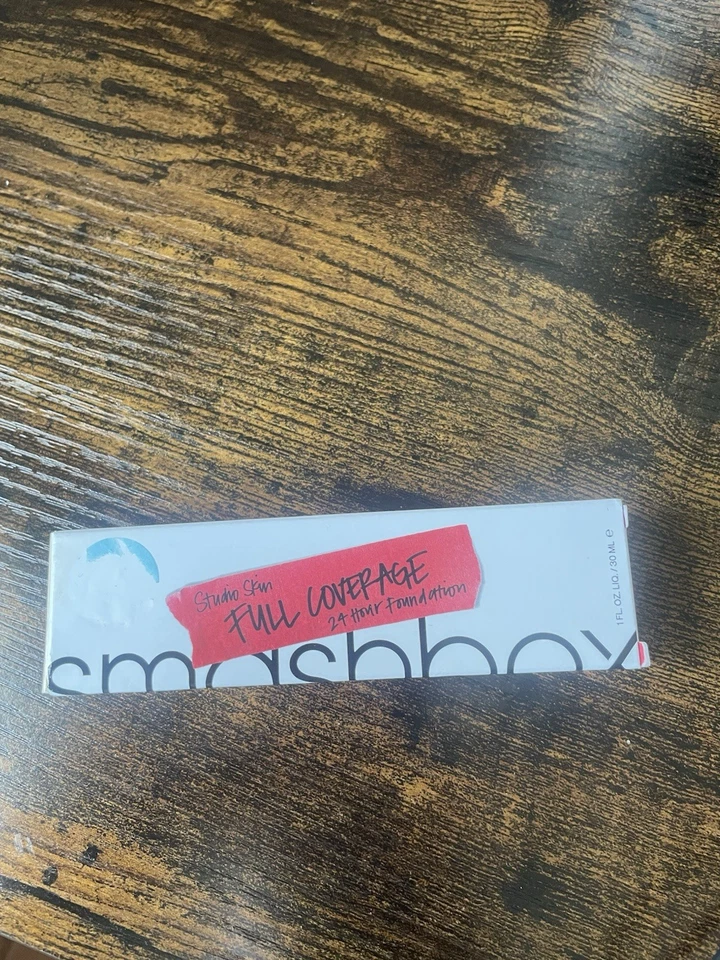 Studio Skin
FULL COVERAGE
24 Hour Foundation
smashbox
1 FL. OZ. LIQ. / 30 ML ℮